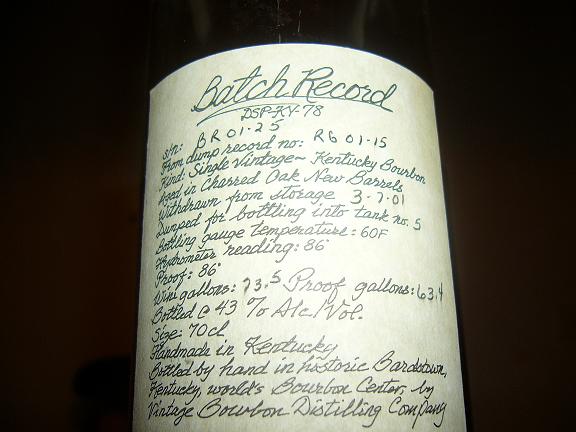 Batch Record
DSP-KY-78
s/n: BR 01-25
From dump record no: RB 01-15
Kind: Single Vintage~ Kentucky Bourbon
Aged in Charred Oak New Barrels
Withdrawn from storage 3-7-01
Dumped for bottling into tank no. 5
Bottling gauge temperature: 60F
Hydrometer reading: 86°
Proof: 86°
Wine gallons: 73.5 Proof gallons: 63.4
Bottled @ 43 % Alc/Vol.
Size: 70cl
Handmade in Kentucky
Bottled by hand in historic Bardstown,
Kentucky, world's Bourbon Center, by
Vintage Bourbon Distilling Company